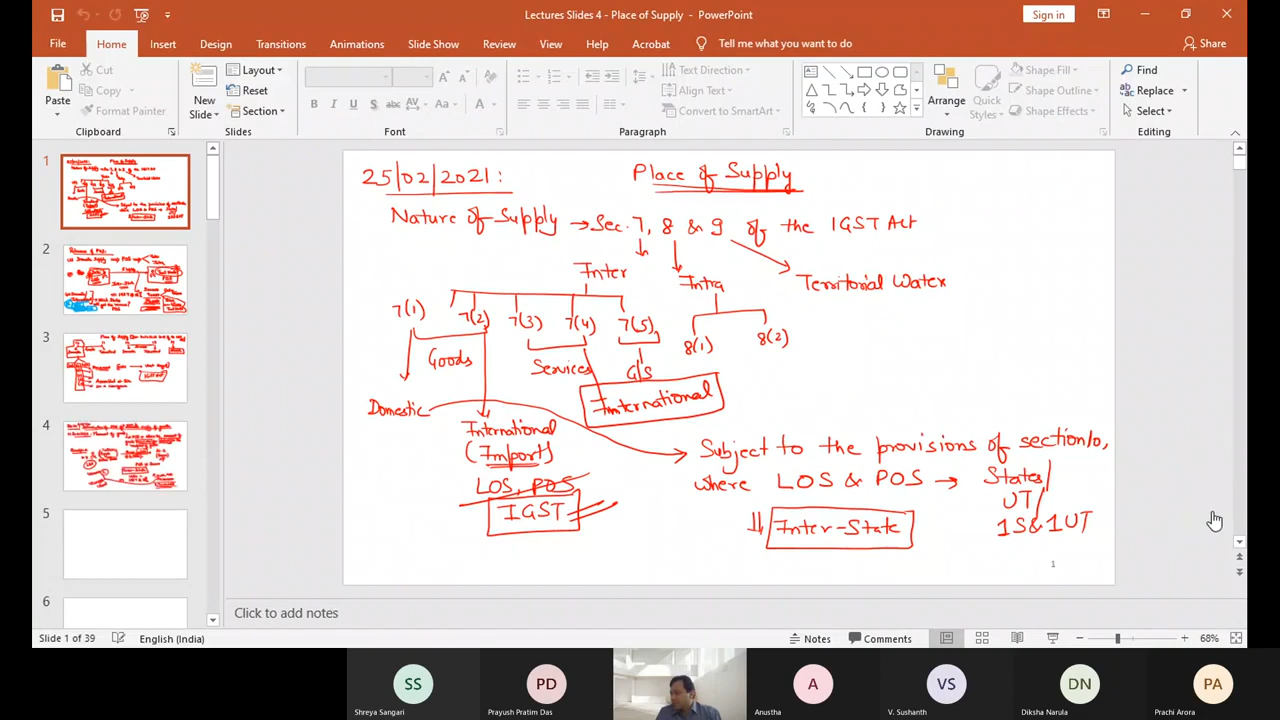 Lectures Slides 4 - Place of Supply - PowerPoint
Sign in
File Home Insert Design Transitions Animations Slide Show Review View Help Acrobat Tell me what you want to do Share
Paste
Cut
Copy
Format Painter
Clipboard
New Slide
Layout
Reset
Section
Slides
Font
Paragraph
Text Direction
Align Text
Convert to SmartArt
Arrange
Quick Styles
Shape Fill
Shape Outline
Shape Effects
Drawing
Find
Replace
Select
Editing
1
2
3
4
5
6
25/02/2021: Place of Supply
Nature of Supply → Sec. 7, 8 & 9 of the IGST Act
Inter Intra Territorial Water
7(1) 7(2) 7(3) 7(4) 7(5) 8(1) 8(2)
Goods Services G/S
Domestic International
International
(Import)
LOS, POS
IGST
Subject to the provisions of section 10,
where LOS & POS → States/
UT/
1S & 1UT
⇓ Inter-State
1
Click to add notes
Slide 1 of 39 English (India) Notes Comments 68%
SS PD A VS DN PA
Shreya Sangari Prayush Pratim Das Anustha V. Sushanth Diksha Narula Prachi Arora